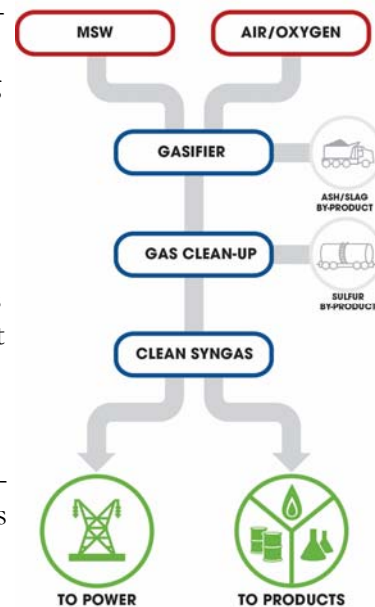 MSW
AIR/OXYGEN
GASIFIER
ASH/SLAG
BY-PRODUCT
GAS CLEAN-UP
SULFUR
BY-PRODUCT
CLEAN SYNGAS
TO POWER
TO PRODUCTS